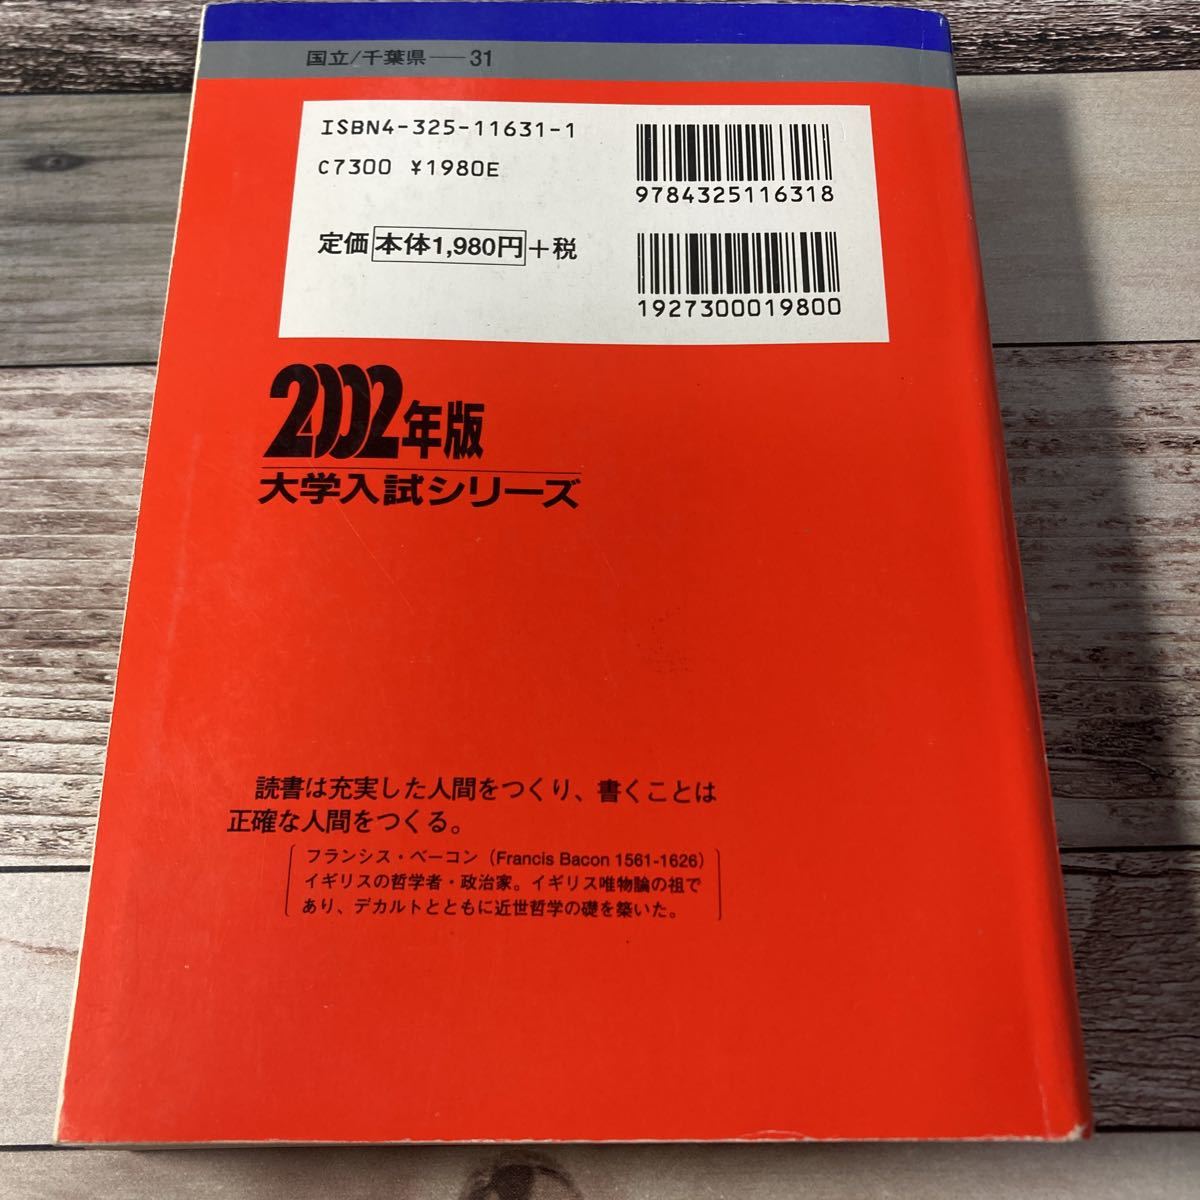 国立/千葉県――31
ISBN4-325-11631-1
C7300 ¥1980E
定価 本体1,980円+税
9784325116318
1927300019800
2002年版
大学入試シリーズ
読書は充実した人間をつくり、書くことは
正確な人間をつくる。
フランシス・ベーコン(Francis Bacon 1561-1626)
イギリスの哲学者・政治家。イギリス唯物論の祖で
あり、デカルトとともに近世哲学の礎を築いた。